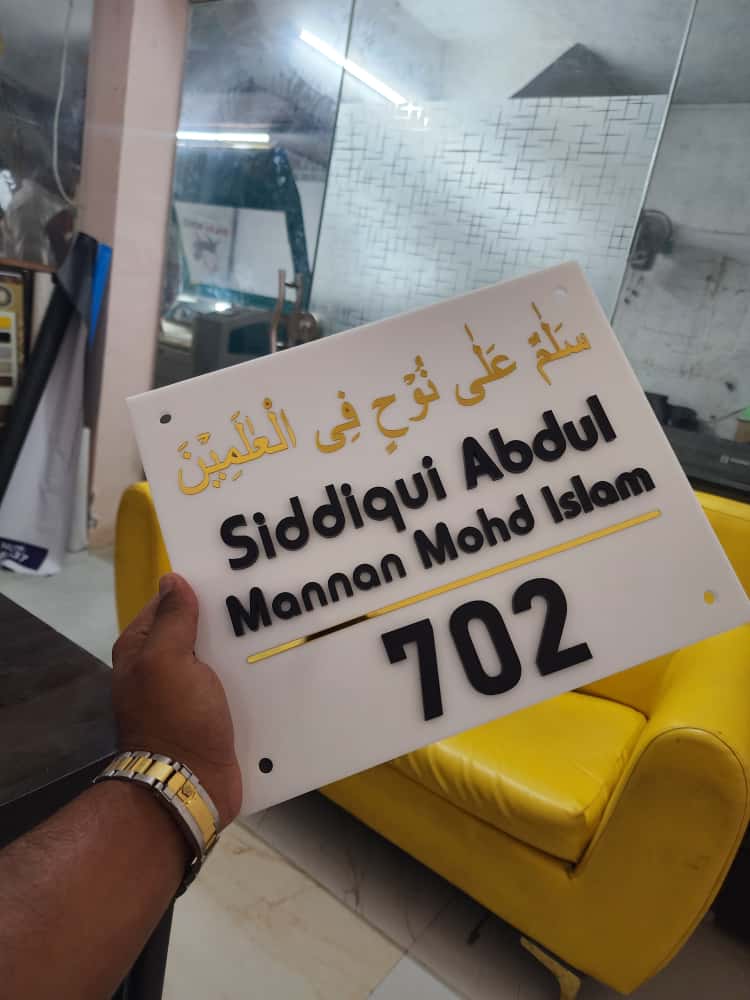 سَلٰمٌ عَلٰى نُوْحٍ فِى الْعٰلَمِيْنَ
Siddiqui Abdul
Mannan Mohd Islam
702